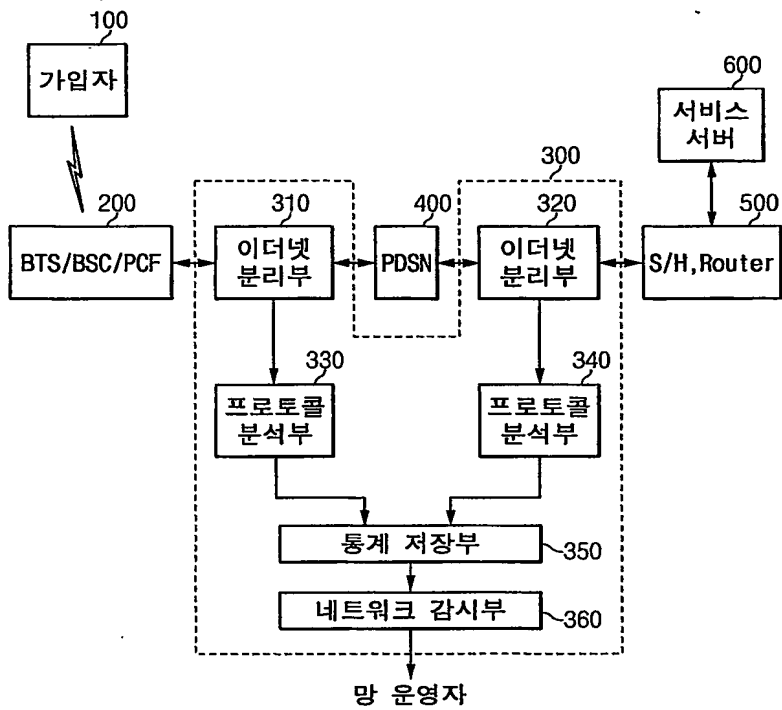 100
가입자
600
서비스
서버
300
200
310
400
320
500
BTS/BSC/PCF
이더넷
분리부
PDSN
이더넷
분리부
S/H,Router
330
340
프로토콜
분석부
프로토콜
분석부
통계 저장부
350
네트워크 감시부
360
망 운영자